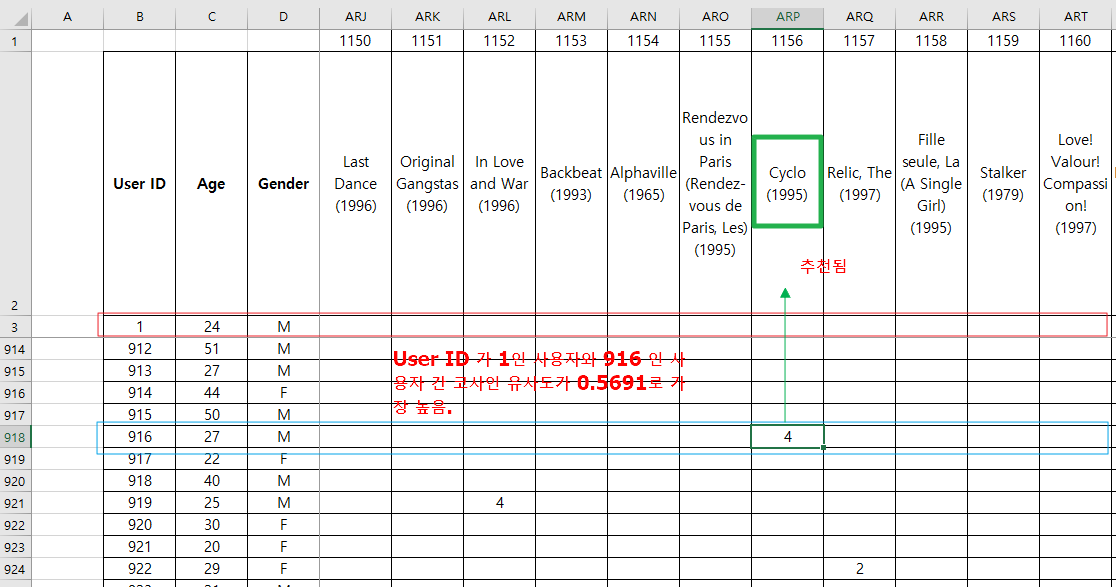 A B C D ARJ ARK ARL ARM ARN ARO ARP ARQ ARR ARS ART
1 1150 1151 1152 1153 1154 1155 1156 1157 1158 1159 1160
2 User ID Age Gender
Last
Dance
(1996)
Original
Gangstas
(1996)
In Love
and War
(1996)
Backbeat
(1993)
Alphaville
(1965)
Rendezvo
us in
Paris
(Rendez-
vous de
Paris, Les)
(1995)
Cyclo
(1995)
Relic, The
(1997)
Fille
seule, La
(A Single
Girl)
(1995)
Stalker
(1979)
Love!
Valour!
Compassi
on!
(1997)
추천됨
3 1 24 M
914 912 51 M
915 913 27 M
916 914 44 F
917 915 50 M
User ID 가 1인 사용자와 916 인 사
용자 간 코사인 유사도가 0.5691로 가
장 높음.
918 916 27 M 4
919 917 22 F
920 918 40 M
921 919 25 M 4
922 920 30 F
923 921 20 F
924 922 29 F 2